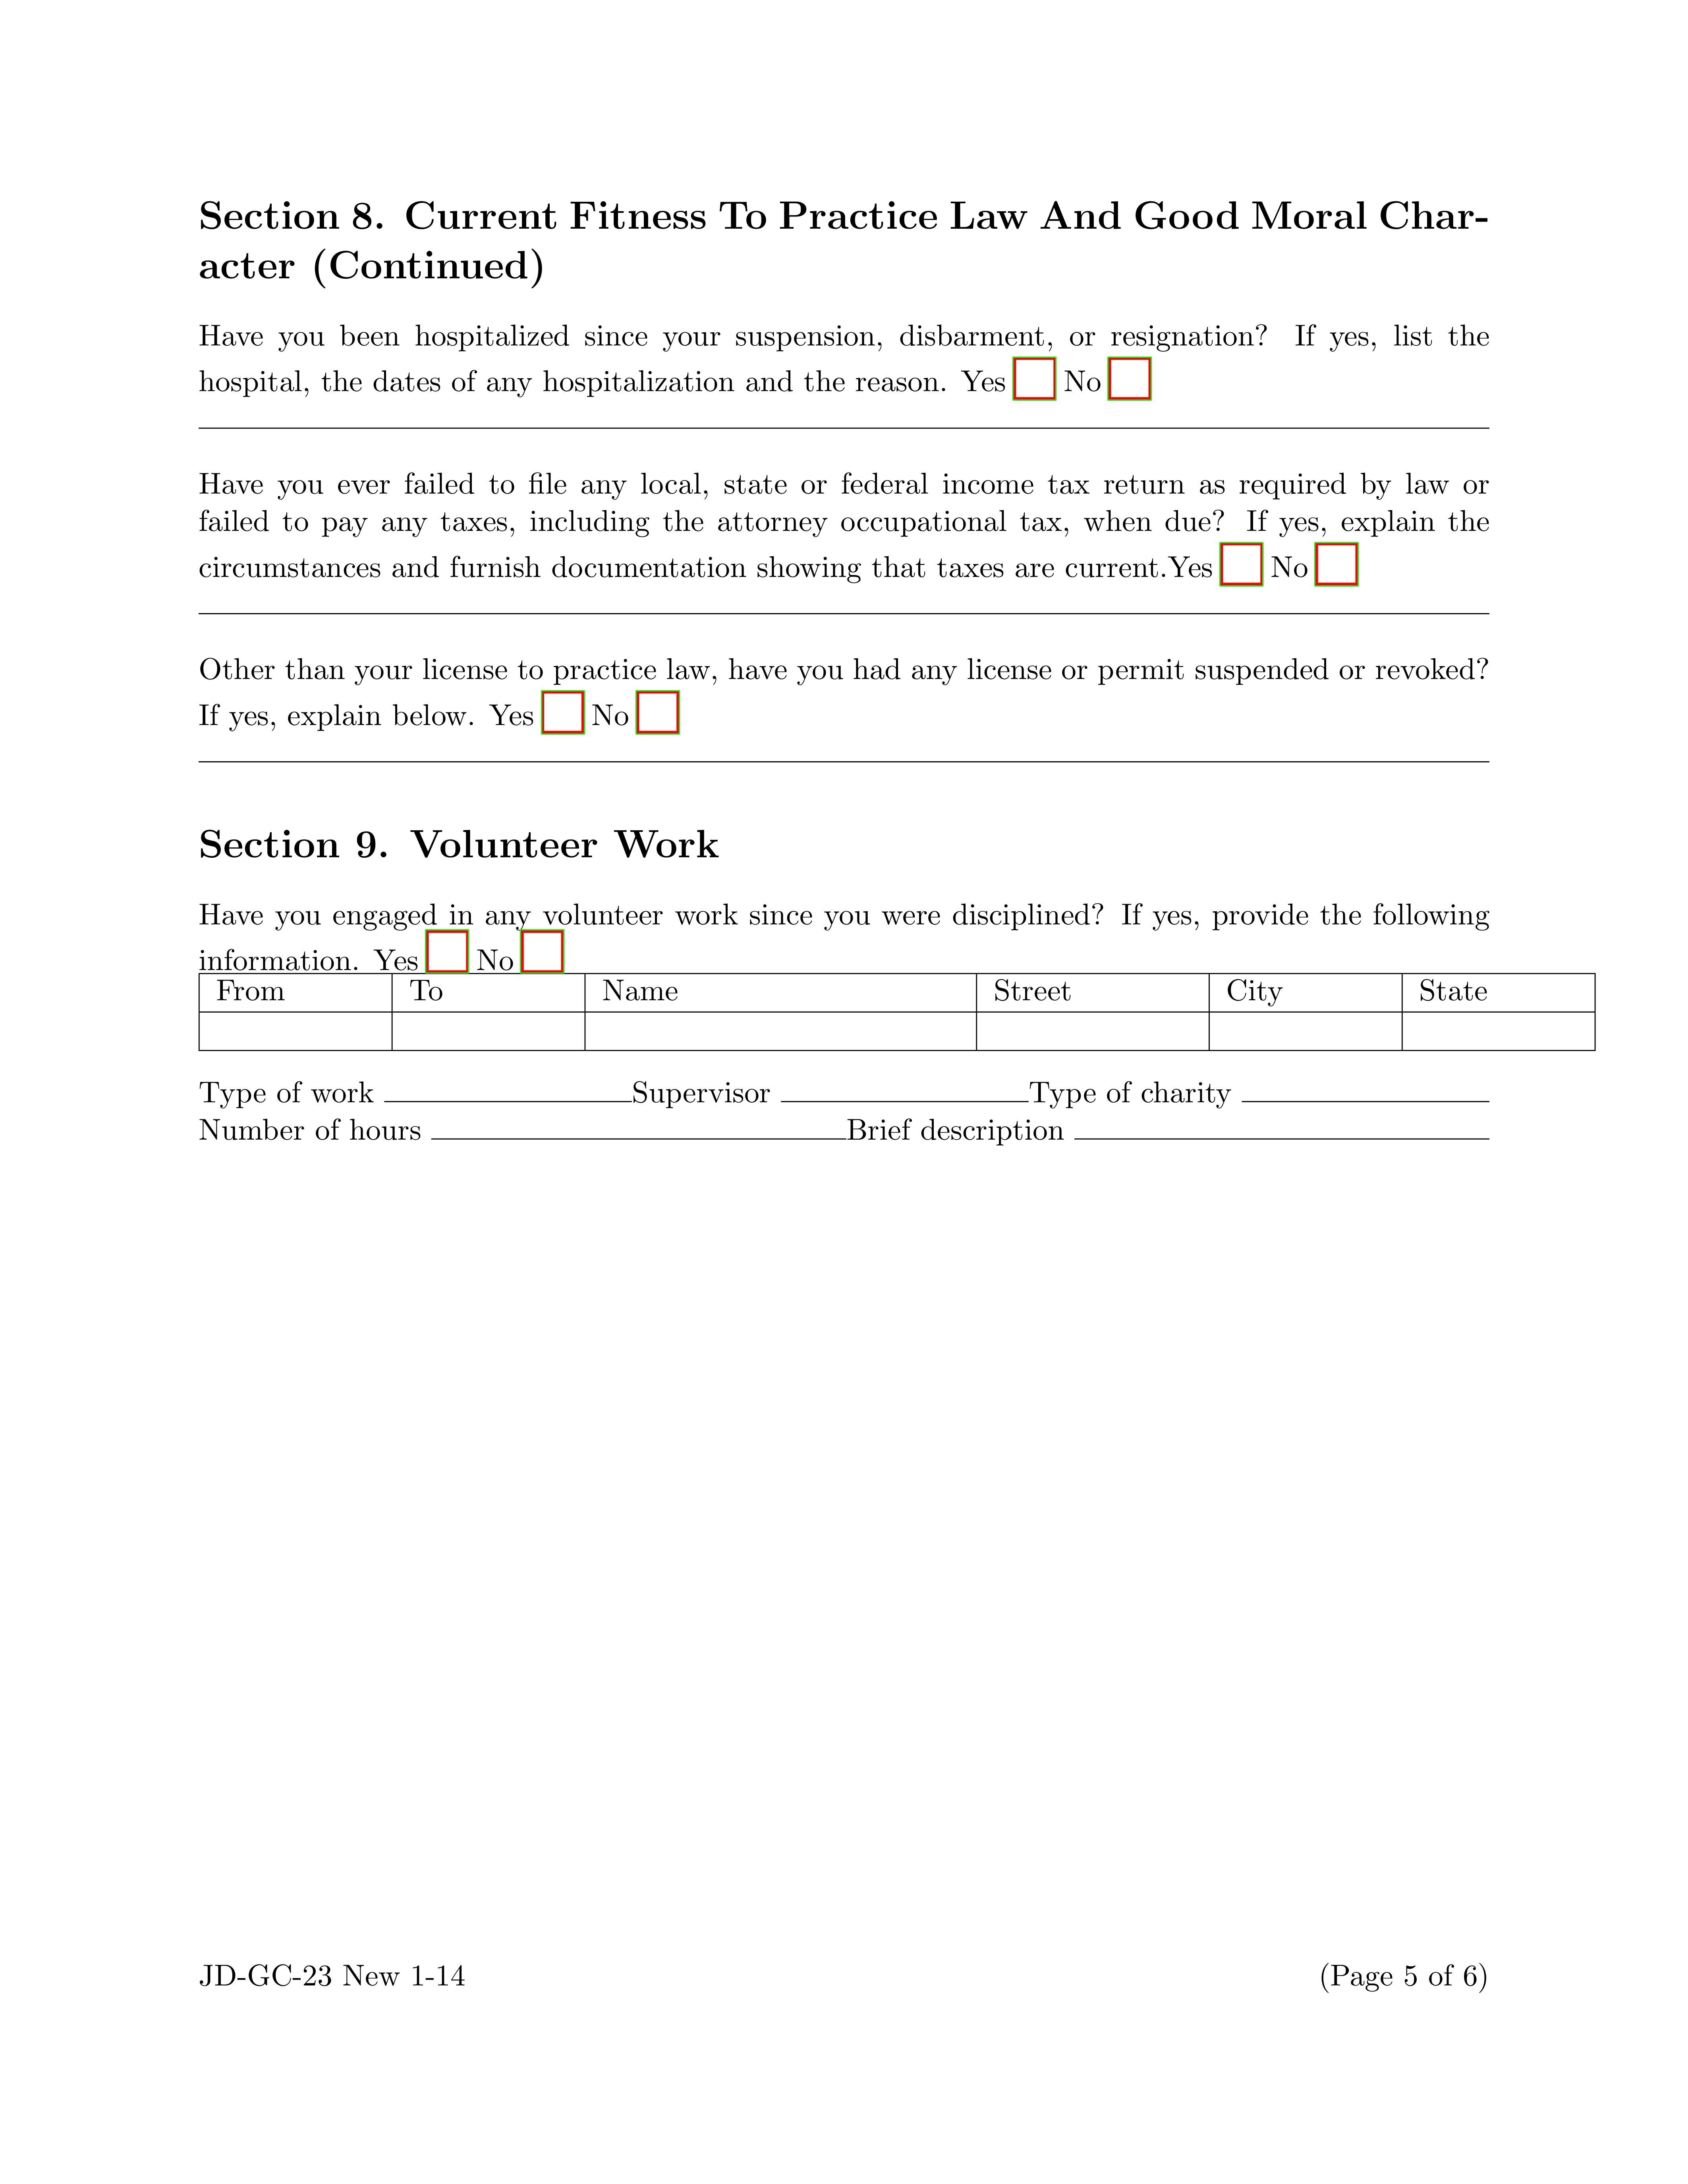 Section 8. Current Fitness To Practice Law And Good Moral Char-
acter (Continued)
Have you been hospitalized since your suspension, disbarment, or resignation? If yes, list the
hospital, the dates of any hospitalization and the reason. Yes No
Have you ever failed to file any local, state or federal income tax return as required by law or
failed to pay any taxes, including the attorney occupational tax, when due? If yes, explain the
circumstances and furnish documentation showing that taxes are current.Yes No
Other than your license to practice law, have you had any license or permit suspended or revoked?
If yes, explain below. Yes No
Section 9. Volunteer Work
Have you engaged in any volunteer work since you were disciplined? If yes, provide the following
information. Yes No
From To Name Street City State
Type of work Supervisor Type of charity
Number of hours Brief description
JD-GC-23 New 1-14 (Page 5 of 6)